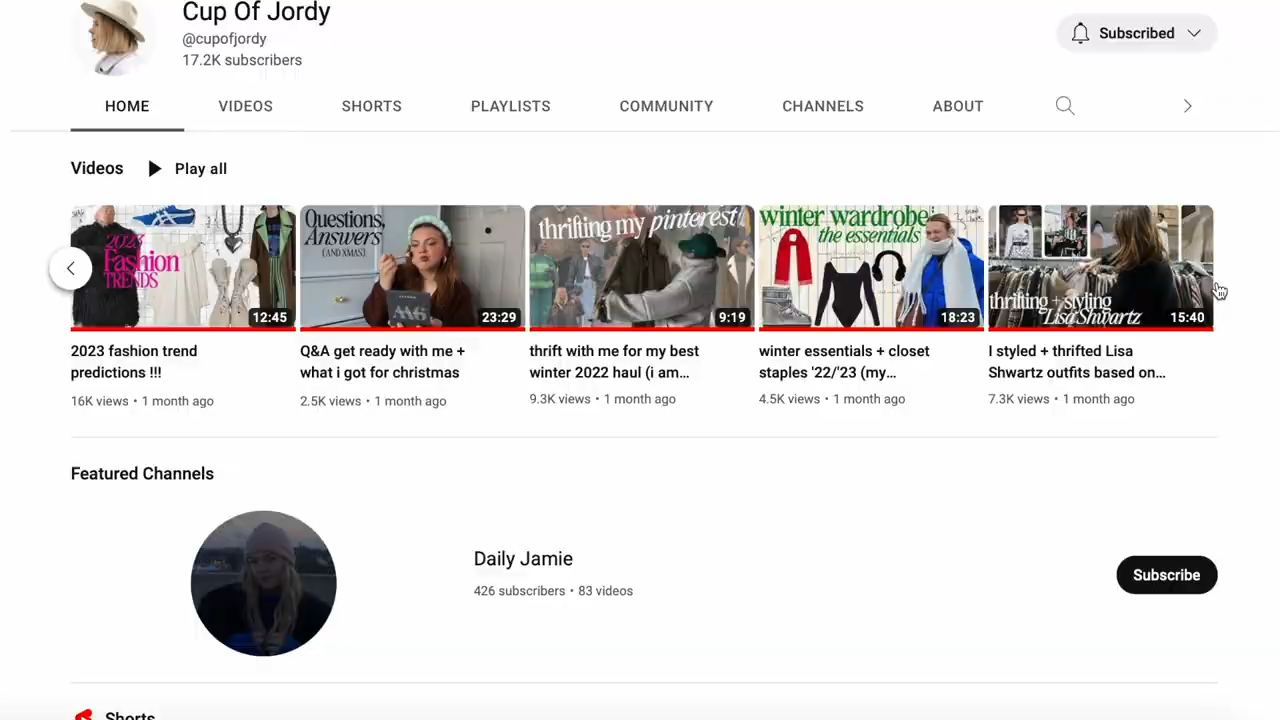 Cup Of Jordy
@cupofjordy
17.2K subscribers
Subscribed
HOME
VIDEOS
SHORTS
PLAYLISTS
COMMUNITY
CHANNELS
ABOUT
Videos
Play all
2023
Fashion
TRENDS
12:45
Questions,
Answers
(AND XMAS)
23:29
thrifting my pinterest
9:19
winter wardrobe
the essentials
18:23
thrifting + styling
Lisa Shwartz
15:40
2023 fashion trend
predictions !!!
16K views • 1 month ago
Q&A get ready with me +
what i got for christmas
2.5K views • 1 month ago
thrift with me for my best
winter 2022 haul (i am...
9.3K views • 1 month ago
winter essentials + closet
staples '22/'23 (my...
4.5K views • 1 month ago
I styled + thrifted Lisa
Shwartz outfits based on...
7.3K views • 1 month ago
Featured Channels
Daily Jamie
426 subscribers • 83 videos
Subscribe
Shorts